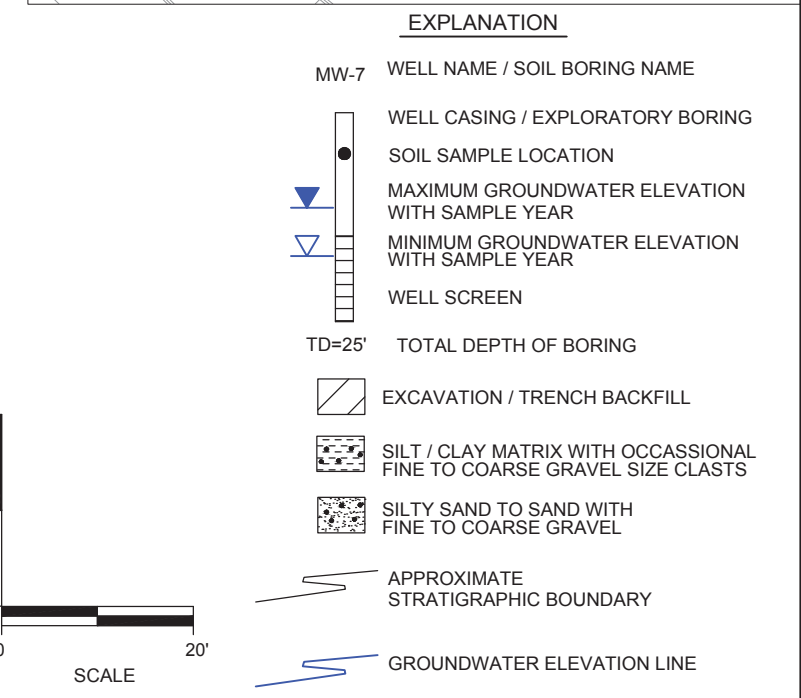 EXPLANATION
MW-7 WELL NAME / SOIL BORING NAME
WELL CASING / EXPLORATORY BORING
SOIL SAMPLE LOCATION
MAXIMUM GROUNDWATER ELEVATION
WITH SAMPLE YEAR
MINIMUM GROUNDWATER ELEVATION
WITH SAMPLE YEAR
WELL SCREEN
TD=25' TOTAL DEPTH OF BORING
EXCAVATION / TRENCH BACKFILL
SILT / CLAY MATRIX WITH OCCASSIONAL
FINE TO COARSE GRAVEL SIZE CLASTS
SILTY SAND TO SAND WITH
FINE TO COARSE GRAVEL
APPROXIMATE
STRATIGRAPHIC BOUNDARY
GROUNDWATER ELEVATION LINE
0 20'
SCALE